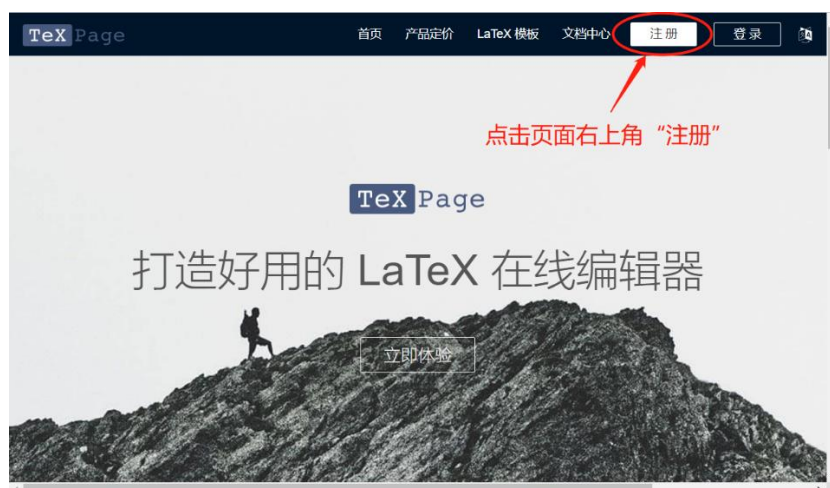 TeX Page 首页 产品定价 LaTeX 模板 文档中心 注册 登录
点击页面右上角“注册”
TeX Page
打造好用的 LaTeX 在线编辑器
立即体验